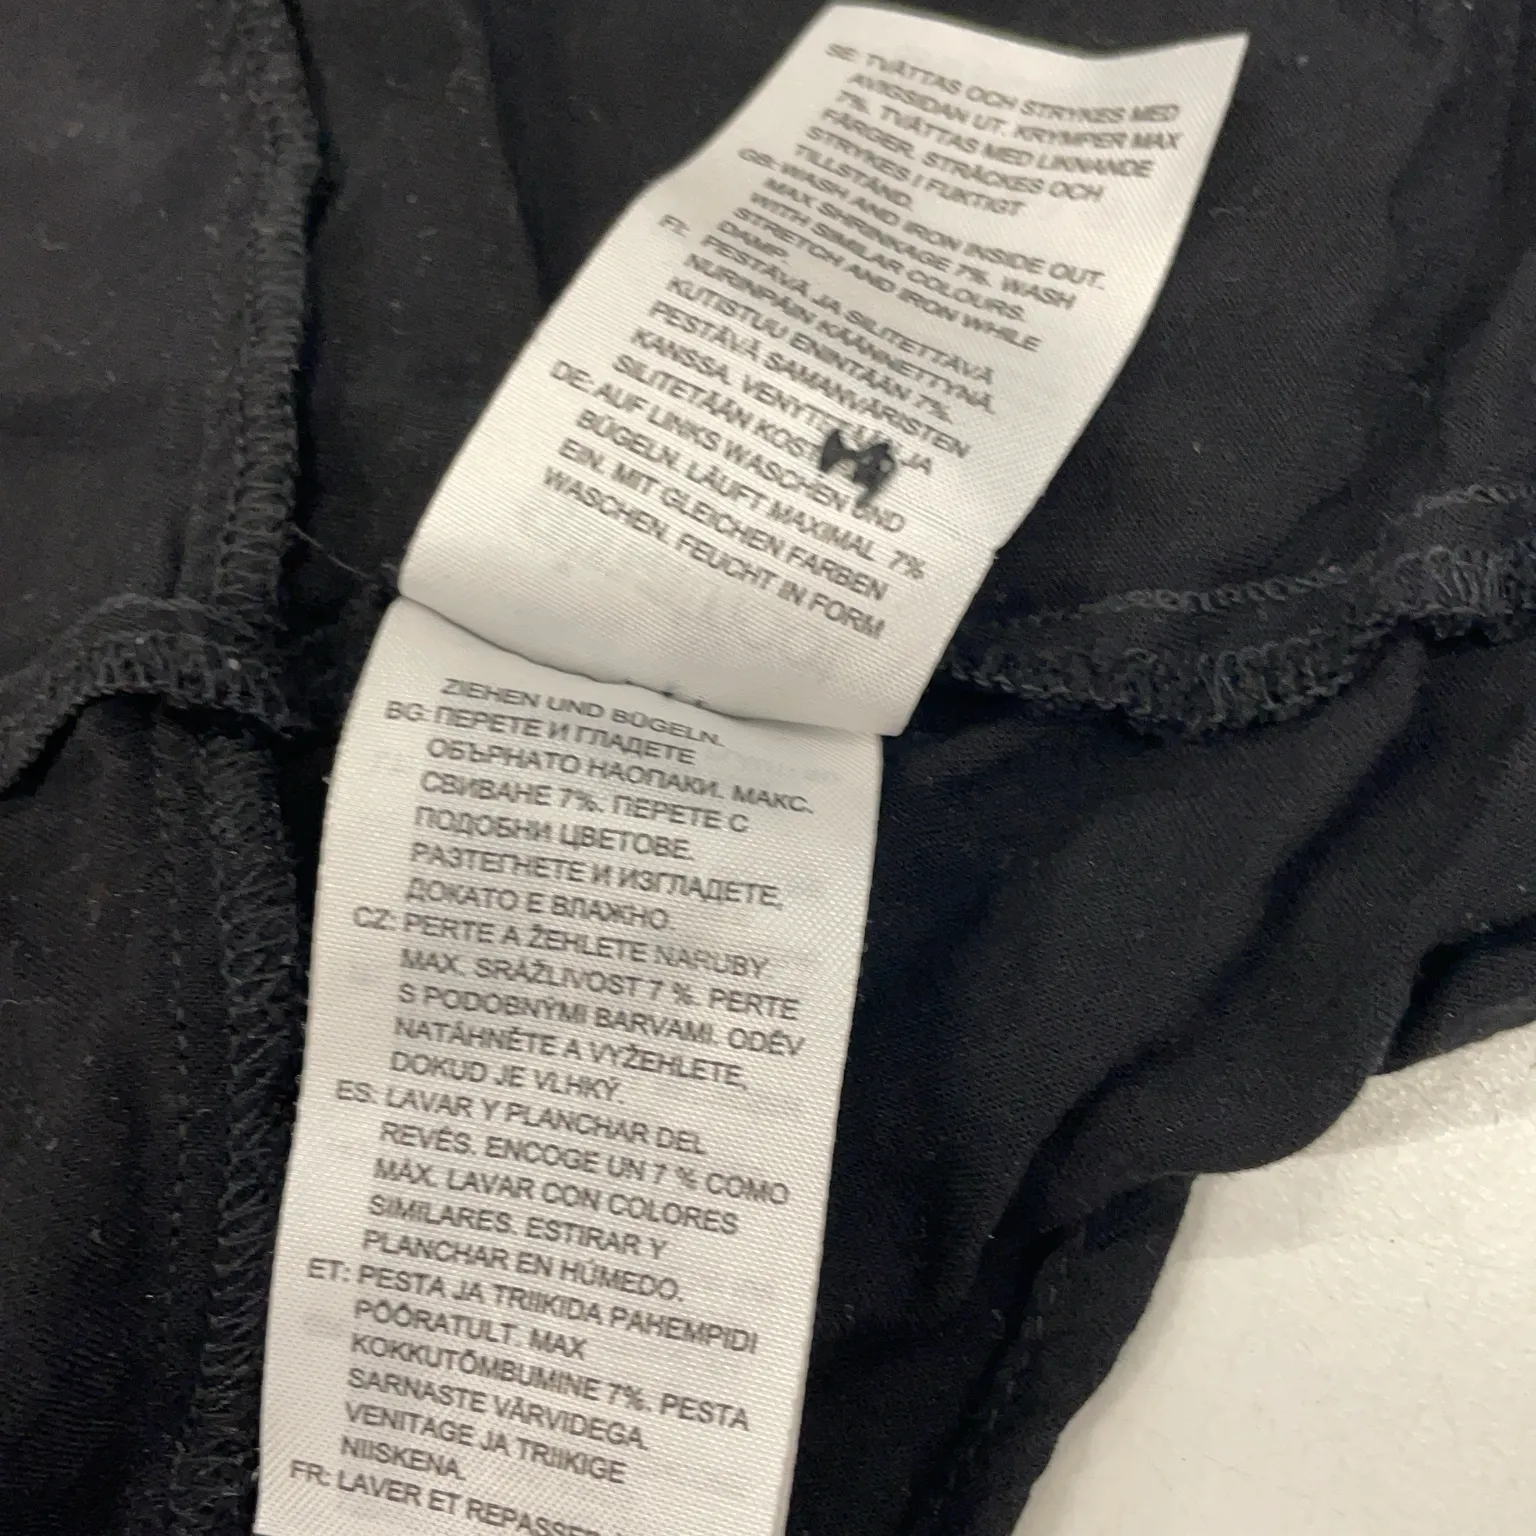 SE: TVÄTTAS OCH STRYKES MED
AVIGSIDAN UT. KRYMPER MAX
7%. TVÄTTAS MED LIKNANDE
FÄRGER. STRÄCKES OCH
STRYKES I FUKTIGT
TILLSTÅND.
GB: WASH AND IRON INSIDE OUT.
MAX SHRINKAGE 7%. WASH
WITH SIMILAR COLOURS.
STRETCH AND IRON WHILE
DAMP.
FI: PESTÄVÄ JA SILITETTÄVÄ
NURINPÄIN KÄÄNNETTYNÄ.
KUTISTUU ENINTÄÄN 7%.
PESTÄVÄ SAMANVÄRISTEN
KANSSA. JA
SILITETÄÄN
DE: AUF LINKS WASCHEN UND
BÜGELN. LÄUFT MAXIMAL 7%
EIN. MIT GLEICHEN FARBEN
WASCHEN. FEUCHT IN FORM
ZIEHEN UND BÜGELN.
BG: ПЕРЕТЕ И ГЛАДЕТЕ
ОБЪРНАТО НАОПАКИ. МАКС.
СВИВАНЕ 7%. ПЕРЕТЕ С
ПОДОБНИ ЦВЕТОВЕ.
РАЗТЕГНЕТЕ И ИЗГЛАДЕТЕ,
ДОКАТО Е ВЛАЖНО.
CZ: PERTE A ŽEHLETE NARUBY.
MAX. SRÁŽLIVOST 7 %. PERTE
S PODOBNÝMI BARVAMI. ODĚV
NATÁHNĚTE A VYŽEHLETE,
DOKUD JE VLHKÝ.
ES: LAVAR Y PLANCHAR DEL
REVÉS. ENCOGE UN 7 % COMO
MÁX. LAVAR CON COLORES
SIMILARES. ESTIRAR Y
PLANCHAR EN HÚMEDO.
ET: PESTA JA TRIIKIDA PAHEMPIDI
PÖÖRATULT. MAX
KOKKUTÕMBUMINE 7%. PESTA
SARNASTE VÄRVIDEGA.
VENITAGE JA TRIIKIGE
NIISKENA.
FR: LAVER ET REPASSER